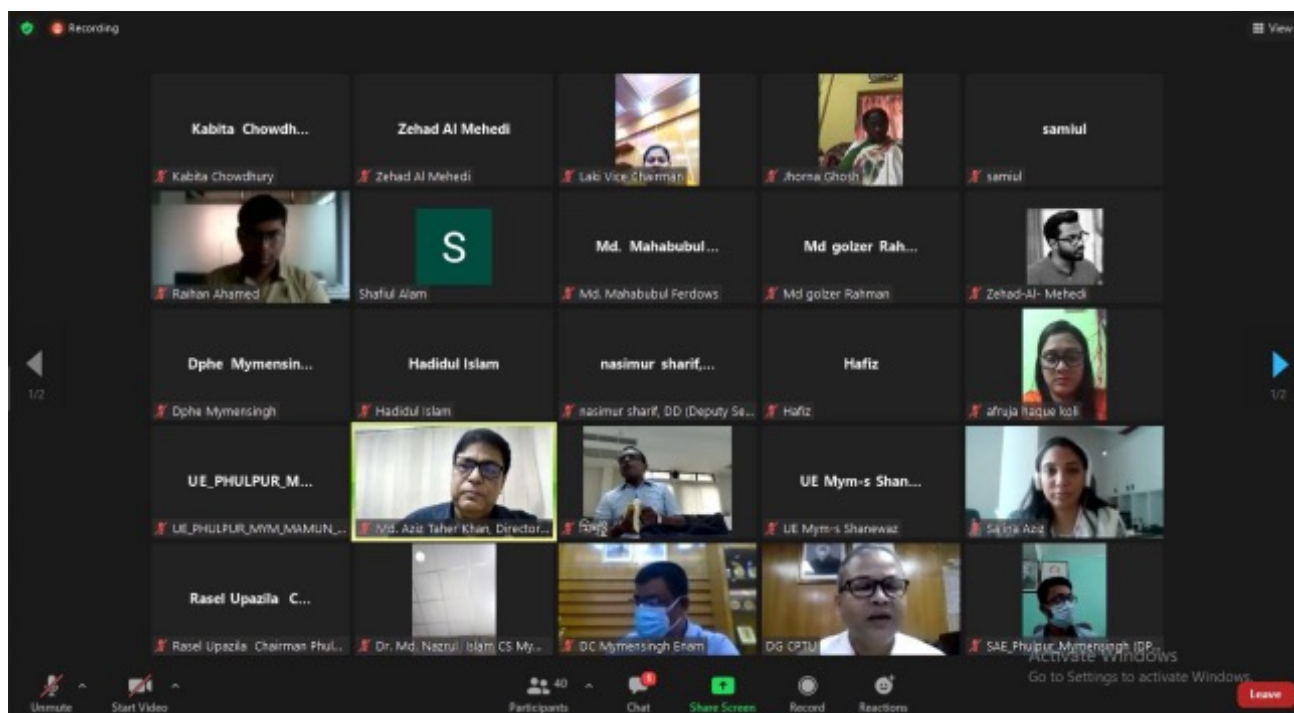 Recording
View
Kabita Chowdh...
Kabita Chowdhury
Zehad Al Mehedi
Zehad Al Mehedi
Laki Vice Chairman
Jhorna Ghosh
samiul
samiul
Raihan Ahamed
S
Shafiul Alam
Md. Mahabubul...
Md. Mahabubul Ferdows
Md golzer Rah...
Md golzer Rahman
Zehad-Al- Mehedi
1/2
Dphe Mymensin...
Dphe Mymensingh
Hadidul Islam
Hadidul Islam
nasimur sharif,...
nasimur sharif, DD (Deputy Se...
Hafiz
Hafiz
afruja haque koli
1/2
UE_PHULPUR_M...
UE_PHULPUR_MYM_MAMUN_...
Md. Aziz Taher Khan, Director...
UE Mym-s Shan...
UE Mym-s Shanewaz
Aziz
Rasel Upazila C...
Rasel Upazila Chairman Phul...
Dr. Md. Nazrul Islam CS My...
DC Mymensingh Enam
DG CPTU
SAE_Phulpur_Mymensingh IDP...
Activate Windows
Go to Settings to activate Windows.
Unmute
Start Video
40
Participants
Chat
Share Screen
Record
Reactions
Leave